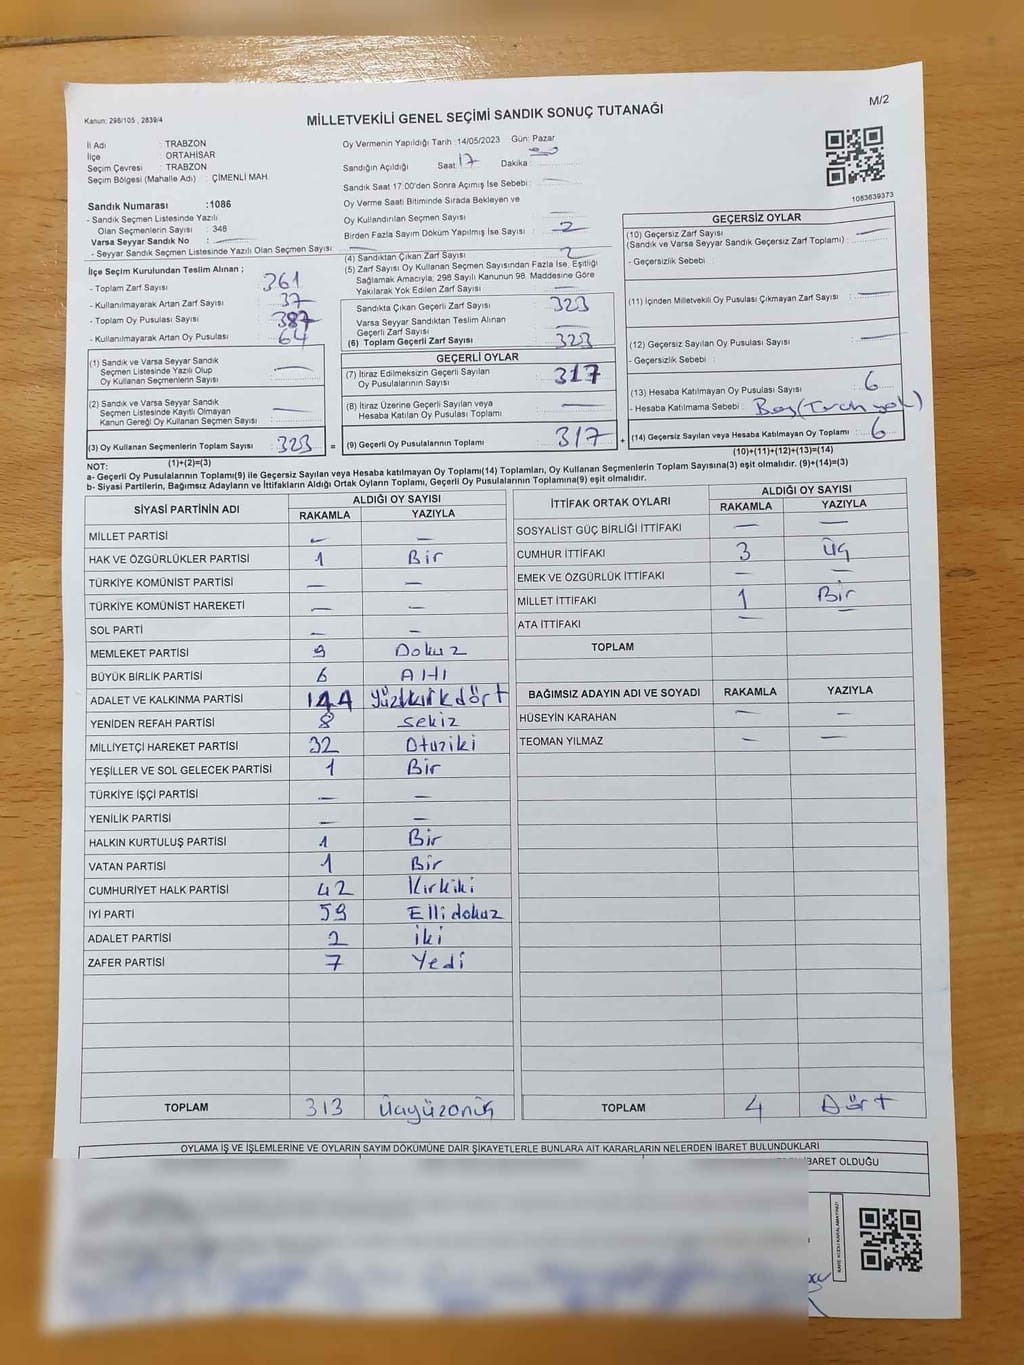 Kanun: 298/105 , 2839/4
MİLLETVEKİLİ GENEL SEÇİMİ SANDIK SONUÇ TUTANAĞI
M/2
İl Adı : TRABZON
İlçe : ORTAHİSAR
Seçim Çevresi : TRABZON
Seçim Bölgesi (Mahalle Adı) : ÇİMENLİ MAH.
Sandık Numarası :1086
- Sandık Seçmen Listesinde Yazılı
Olan Seçmenlerin Sayısı : 348
Varsa Seyyar Sandık No : —
- Seyyar Sandık Seçmen Listesinde Yazılı Olan Seçmen Sayısı: —
İlçe Seçim Kurulundan Teslim Alınan ;
- Toplam Zarf Sayısı : 361
- Kullanılmayarak Artan Zarf Sayısı : 37
- Toplam Oy Pusulası Sayısı : 387
- Kullanılmayarak Artan Oy Pusulası : 64
(1) Sandık ve Varsa Seyyar Sandık
Seçmen Listesinde Yazılı Olup
Oy Kullanan Seçmenlerin Sayısı : —
(2) Sandık ve Varsa Seyyar Sandık
Seçmen Listesinde Kayıtlı Olmayan
Kanun Gereği Oy Kullanan Seçmen Sayısı : —
(3) Oy Kullanan Seçmenlerin Toplam Sayısı : 323 =
(1)+(2)=(3)
Oy Vermenin Yapıldığı Tarih :14/05/2023 Gün: Pazar
Sandığın Açıldığı Saat : 17 Dakika :
Sandık Saat 17:00'den Sonra Açımış İse Sebebi : —
Oy Verme Saati Bitiminde Sırada Bekleyen ve
Oy Kullandırılan Seçmen Sayısı : —
Birden Fazla Sayım Döküm Yapılmış İse Sayısı : 2
(4) Sandıktan Çıkan Zarf Sayısı : 2
(5) Zarf Sayısı Oy Kullanan Seçmen Sayısından Fazla İse, Eşitliği
Sağlamak Amacıyla; 298 Sayılı Kanunun 98. Maddesine Göre
Yakılarak Yok Edilen Zarf Sayısı : —
Sandıkta Çıkan Geçerli Zarf Sayısı : 323
Varsa Seyyar Sandıktan Teslim Alınan
Geçerli Zarf Sayısı : —
(6) Toplam Geçerli Zarf Sayısı : 323
GEÇERLİ OYLAR
(7) İtiraz Edilmeksizin Geçerli Sayılan
Oy Pusulalarının Sayısı : 317
(8) İtiraz Üzerine Geçerli Sayılan veya
Hesaba Katılan Oy Pusulası Toplamı : —
(9) Geçerli Oy Pusulalarının Toplamı : 317 +
1083639373
GEÇERSİZ OYLAR
(10) Geçersiz Zarf Sayısı
(Sandık ve Varsa Seyyar Sandık Geçersiz Zarf Toplamı) : —
- Geçersizlik Sebebi :
(11) İçinden Milletvekili Oy Pusulası Çıkmayan Zarf Sayısı : —
(12) Geçersiz Sayılan Oy Pusulası Sayısı : —
- Geçersizlik Sebebi :
(13) Hesaba Katılmayan Oy Pusulası Sayısı : 6
- Hesaba Katılmama Sebebi :
(14) Geçersiz Sayılan veya Hesaba Katılmayan Oy Toplamı : 6
(10)+(11)+(12)+(13)=(14)
NOT:
a- Geçerli Oy Pusulalarının Toplamı(9) ile Geçersiz Sayılan veya Hesaba katılmayan Oy Toplamı(14) Toplamları, Oy Kullanan Seçmenlerin Toplam Sayısına(3) eşit olmalıdır. (9)+(14)=(3)
b- Siyasi Partilerin, Bağımsız Adayların ve İttifakların Aldığı Ortak Oyların Toplamı, Geçerli Oy Pusulalarının Toplamına(9) eşit olmalıdır.
SİYASİ PARTİNİN ADI ALDIĞI OY SAYISI
RAKAMLA YAZIYLA
MİLLET PARTİSİ — —
HAK VE ÖZGÜRLÜKLER PARTİSİ 1 Bir
TÜRKİYE KOMÜNİST PARTİSİ — —
TÜRKİYE KOMÜNİST HAREKETİ — —
SOL PARTİ — —
MEMLEKET PARTİSİ 9 Dokuz
BÜYÜK BİRLİK PARTİSİ 6 Altı
ADALET VE KALKINMA PARTİSİ 144 Yüzkırkdört
YENİDEN REFAH PARTİSİ 8 Sekiz
MİLLİYETÇİ HAREKET PARTİSİ 32 Otuziki
YEŞİLLER VE SOL GELECEK PARTİSİ 1 Bir
TÜRKİYE İŞÇİ PARTİSİ — —
YENİLİK PARTİSİ — —
HALKIN KURTULUŞ PARTİSİ 1 Bir
VATAN PARTİSİ 1 Bir
CUMHURİYET HALK PARTİSİ 42 Kırkiki
İYİ PARTİ 59 Ellidokuz
ADALET PARTİSİ 2 iki
ZAFER PARTİSİ 7 Yedi
TOPLAM 313 Üçyüzonüç
İTTİFAK ORTAK OYLARI ALDIĞI OY SAYISI
RAKAMLA YAZIYLA
SOSYALİST GÜÇ BİRLİĞİ İTTİFAKI — —
CUMHUR İTTİFAKI 3 Üç
EMEK VE ÖZGÜRLÜK İTTİFAKI — —
MİLLET İTTİFAKI 1 Bir
ATA İTTİFAKI — —
TOPLAM
BAĞIMSIZ ADAYIN ADI VE SOYADI RAKAMLA YAZIYLA
HÜSEYİN KARAHAN — —
TEOMAN YILMAZ — —
TOPLAM 4 Dört
OYLAMA İŞ VE İŞLEMLERİNE VE OYLARIN SAYIM DÖKÜMÜNE DAİR ŞİKAYETLERLE BUNLARA AİT KARARLARIN NELERDEN İBARET BULUNDUKLARI
İBARET OLDUĞU
KARE KODU KARALAMAYINIZ!